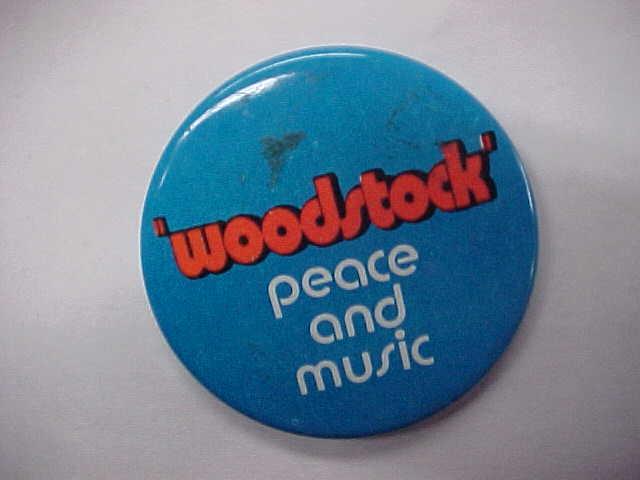 'woodstock'
peace
and
music